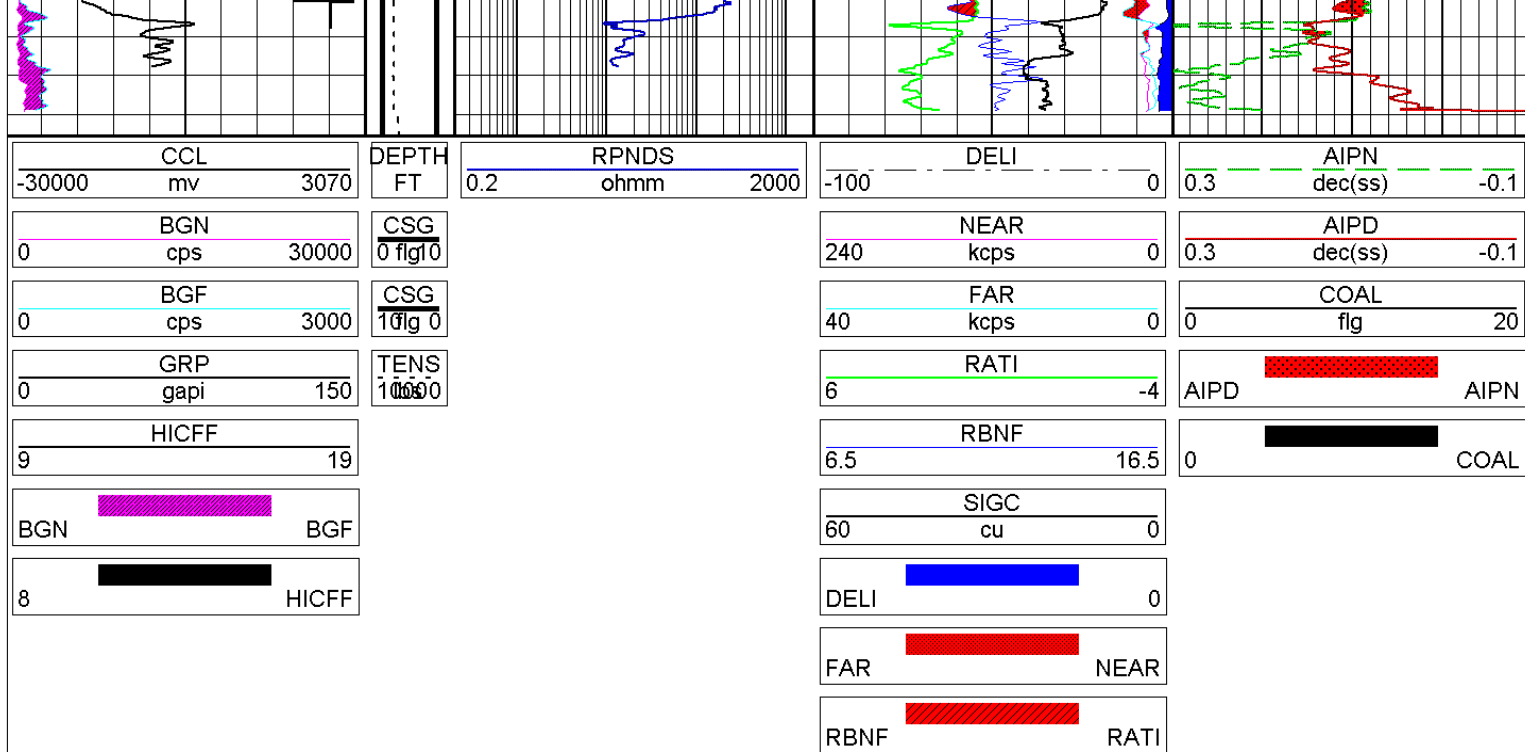 CCL
-30000 mv 3070
BGN
0 cps 30000
BGF
0 cps 3000
GRP
0 gapi 150
HICFF
9 19
BGN BGF
8 HICFF
DEPTH
FT
CSG
0 flg 10
CSG
10 flg 0
TENS
lbs
RPNDS
0.2 ohmm 2000
DELI
-100 0
NEAR
240 kcps 0
FAR
40 kcps 0
RATI
6 -4
RBNF
6.5 16.5
SIGC
60 cu 0
DELI 0
FAR NEAR
RBNF RATI
AIPN
0.3 dec(ss) -0.1
AIPD
0.3 dec(ss) -0.1
COAL
0 flg 20
AIPD AIPN
0 COAL